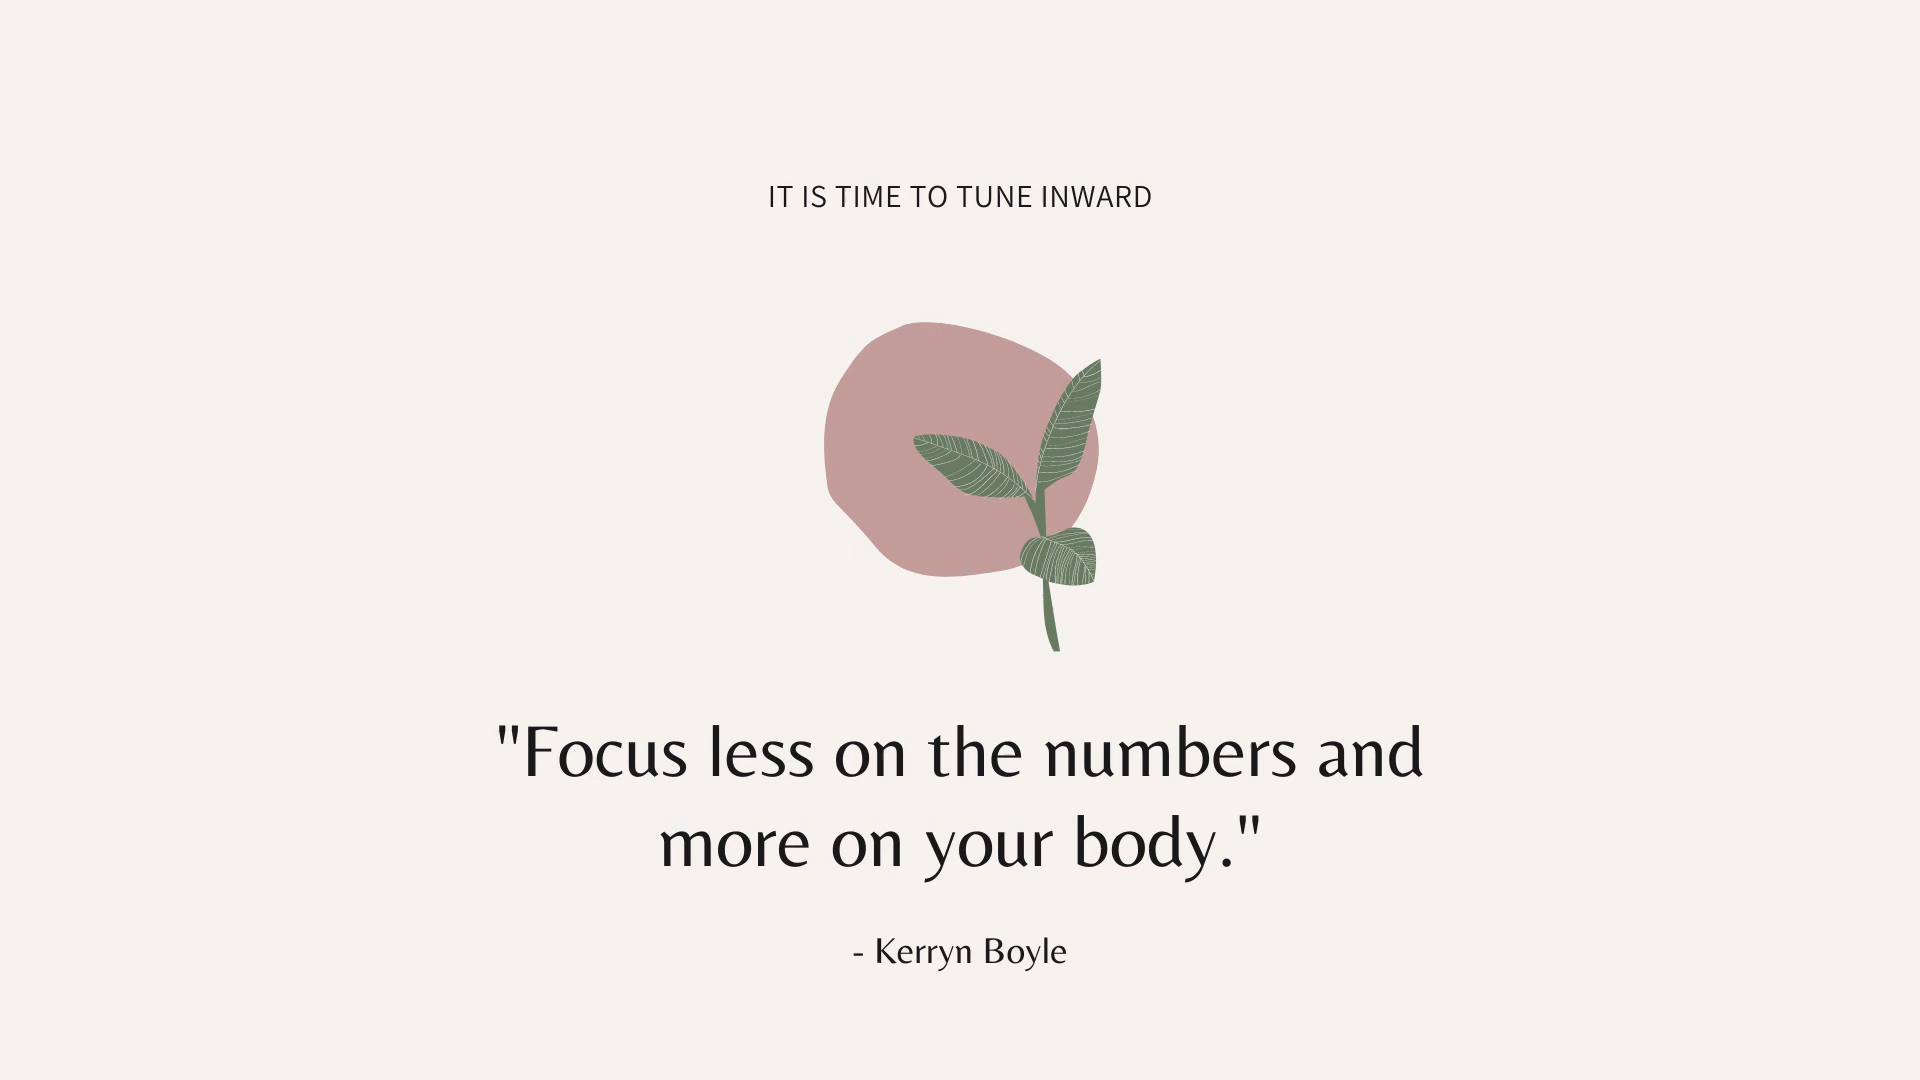 IT IS TIME TO TUNE INWARD
"Focus less on the numbers and
more on your body."
- Kerryn Boyle